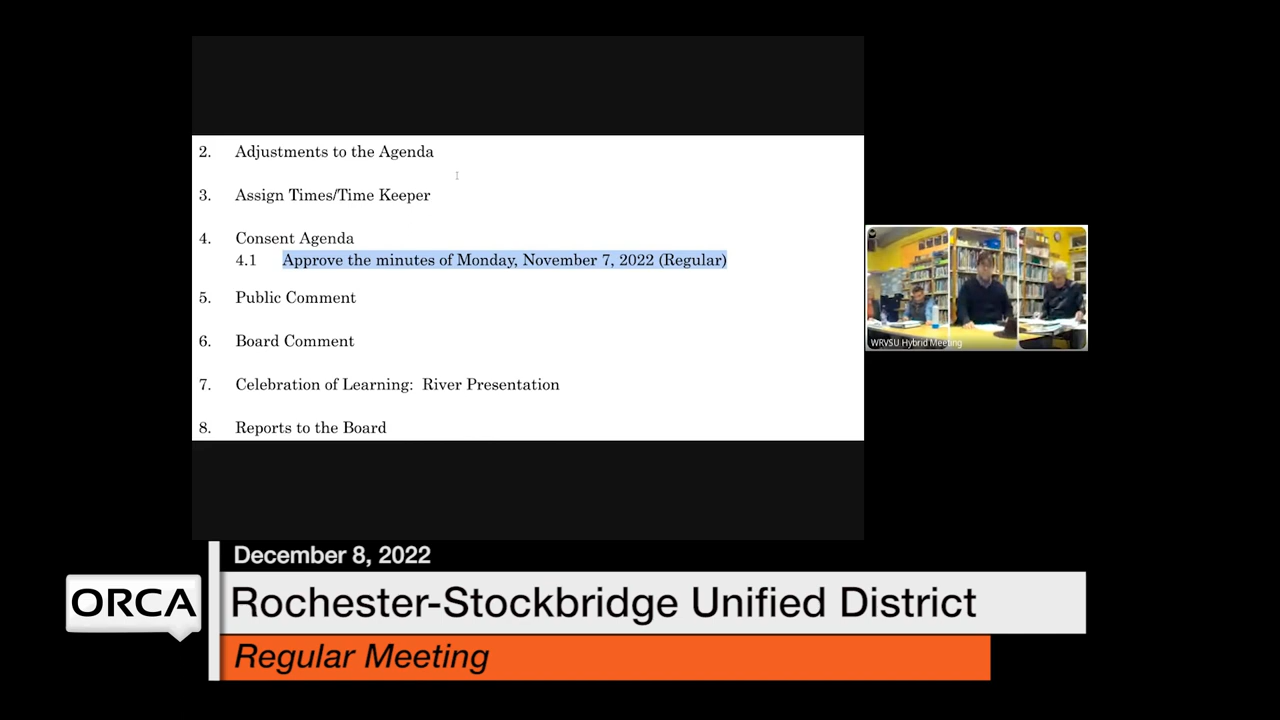 2. Adjustments to the Agenda
3. Assign Times/Time Keeper
4. Consent Agenda
4.1 Approve the minutes of Monday, November 7, 2022 (Regular)
5. Public Comment
6. Board Comment
7. Celebration of Learning: River Presentation
8. Reports to the Board
WRVSU Hybrid Meeting
December 8, 2022
ORCA
Rochester-Stockbridge Unified District
Regular Meeting